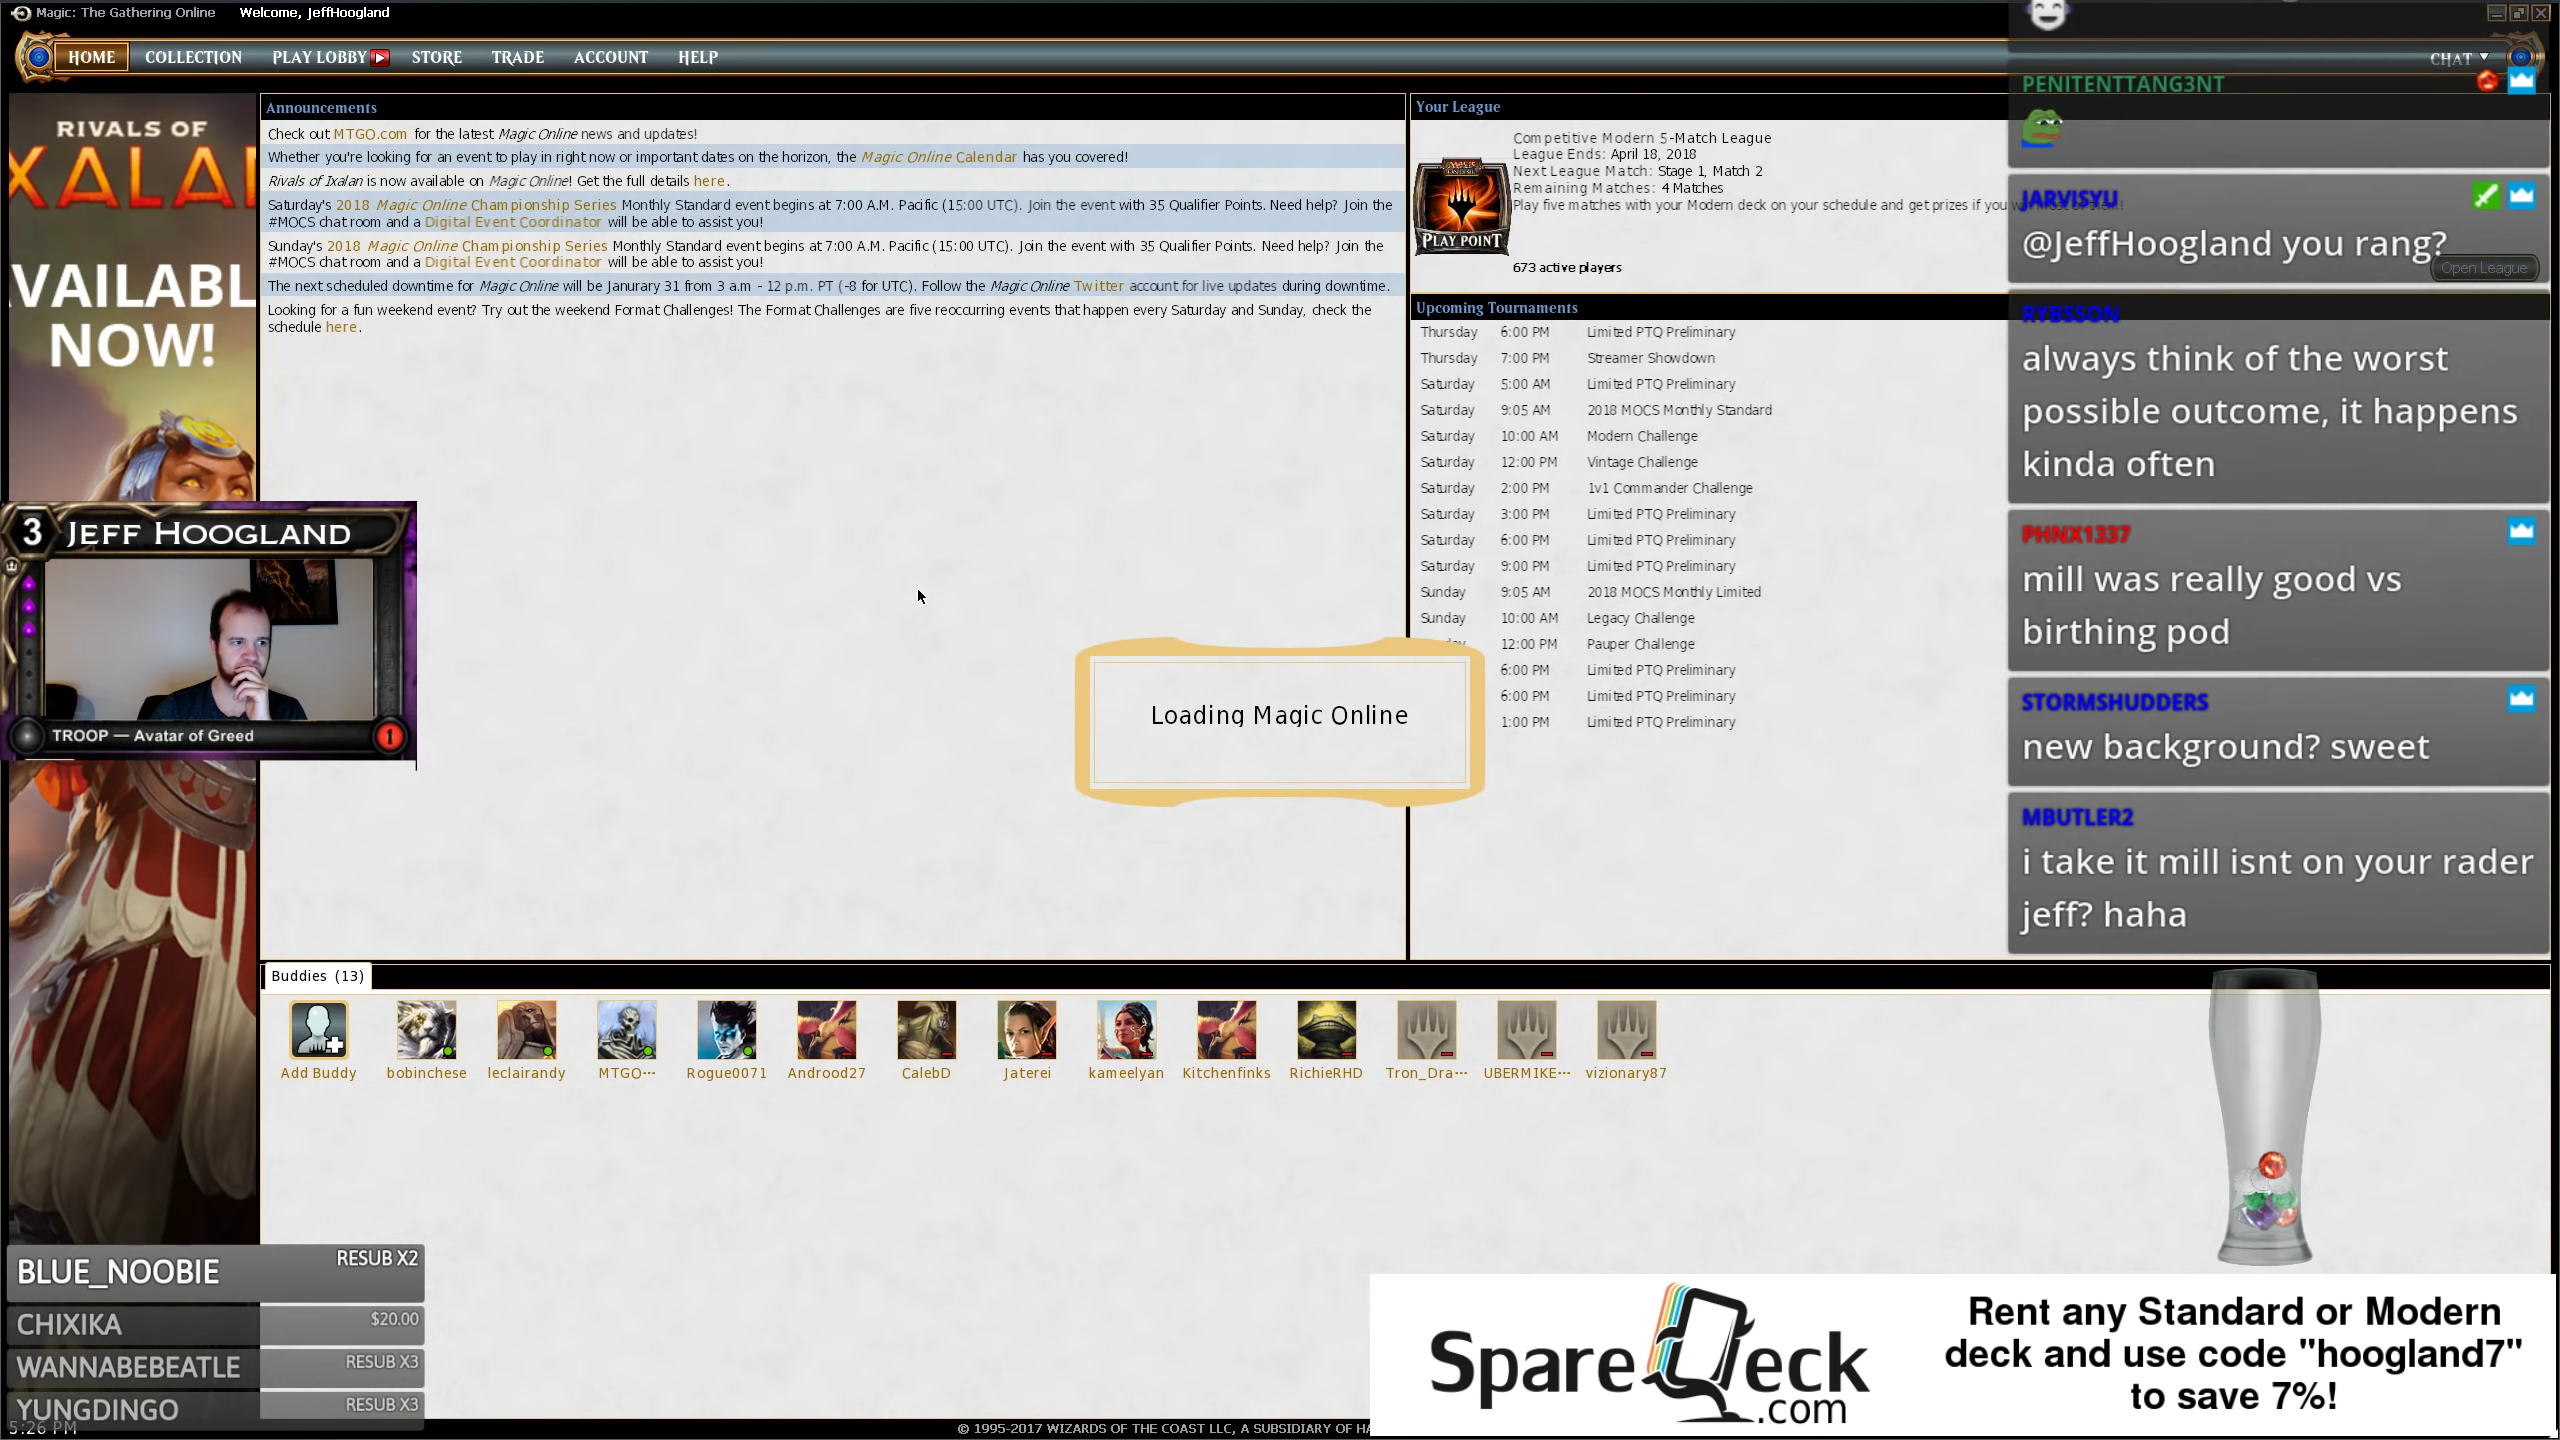 Magic: The Gathering Online Welcome, JeffHoogland
HOME COLLECTION PLAY LOBBY STORE TRADE ACCOUNT HELP CHAT
RIVALS OF
XALA
VAILABL
NOW!
Announcements
Check out MTGO.com for the latest Magic Online news and updates!
Whether you're looking for an event to play in right now or important dates on the horizon, the Magic Online Calendar has you covered!
Rivals of Ixalan is now available on Magic Online! Get the full details here.
Saturday's 2018 Magic Online Championship Series Monthly Standard event begins at 7:00 A.M. Pacific (15:00 UTC). Join the event with 35 Qualifier Points. Need help? Join the
#MOCS chat room and a Digital Event Coordinator will be able to assist you!
Sunday's 2018 Magic Online Championship Series Monthly Standard event begins at 7:00 A.M. Pacific (15:00 UTC). Join the event with 35 Qualifier Points. Need help? Join the
#MOCS chat room and a Digital Event Coordinator will be able to assist you!
The next scheduled downtime for Magic Online will be Janurary 31 from 3 a.m - 12 p.m. PT (-8 for UTC). Follow the Magic Online Twitter account for live updates during downtime.
Looking for a fun weekend event? Try out the weekend Format Challenges! The Format Challenges are five reoccurring events that happen every Saturday and Sunday, check the
schedule here.
Your League
PLAY POINT
Competitive Modern 5-Match League
League Ends: April 18, 2018
Next League Match: Stage 1, Match 2
Remaining Matches: 4 Matches
Play five matches with your Modern deck on your schedule and get prizes if you
673 active players
Open League
Upcoming Tournaments
Thursday 6:00 PM Limited PTQ Preliminary
Thursday 7:00 PM Streamer Showdown
Saturday 5:00 AM Limited PTQ Preliminary
Saturday 9:05 AM 2018 MOCS Monthly Standard
Saturday 10:00 AM Modern Challenge
Saturday 12:00 PM Vintage Challenge
Saturday 2:00 PM 1v1 Commander Challenge
Saturday 3:00 PM Limited PTQ Preliminary
Saturday 6:00 PM Limited PTQ Preliminary
Saturday 9:00 PM Limited PTQ Preliminary
Sunday 9:05 AM 2018 MOCS Monthly Limited
Sunday 10:00 AM Legacy Challenge
12:00 PM Pauper Challenge
6:00 PM Limited PTQ Preliminary
6:00 PM Limited PTQ Preliminary
1:00 PM Limited PTQ Preliminary
Loading Magic Online
3 JEFF HOOGLAND
TROOP — Avatar of Greed 1
PENITENTTANG3NT
JARVISYU
@JeffHoogland you rang?
RYBSSON
always think of the worst
possible outcome, it happens
kinda often
PHNX1337
mill was really good vs
birthing pod
STORMSHUDDERS
new background? sweet
MBUTLER2
i take it mill isnt on your rader
jeff? haha
Buddies (13)
Add Buddy bobinchese leclairandy MTGO··· Rogue0071 Androod27 CalebD Jaterei kameelyan Kitchenfinks RichieRHD Tron_Dra··· UBERMIKE··· vizionary87
BLUE_NOOBIE RESUB X2
CHIXIKA $20.00
WANNABEBEATLE RESUB X3
YUNGDINGO RESUB X3
5:26 PM
© 1995-2017 WIZARDS OF THE COAST LLC, A SUBSIDIARY OF HA
SpareDeck
.com
Rent any Standard or Modern
deck and use code "hoogland7"
to save 7%!